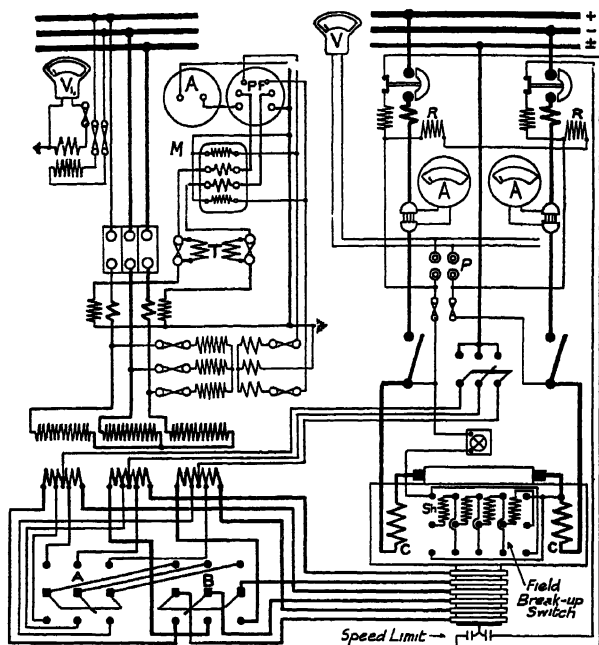 +
V
-
±
V₁
A
PF
R
R
M
A
A
T
P
Sh
C
C
A
B
Field
Break-up
Switch
Speed Limit